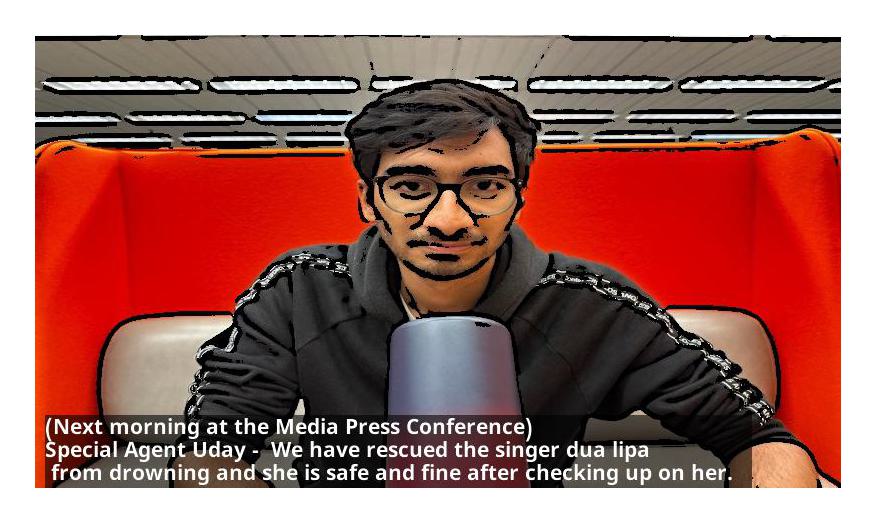 (Next morning at the Media Press Conference)
Special Agent Uday -  We have rescued the singer dua lipa
from drowning and she is safe and fine after checking up on her.